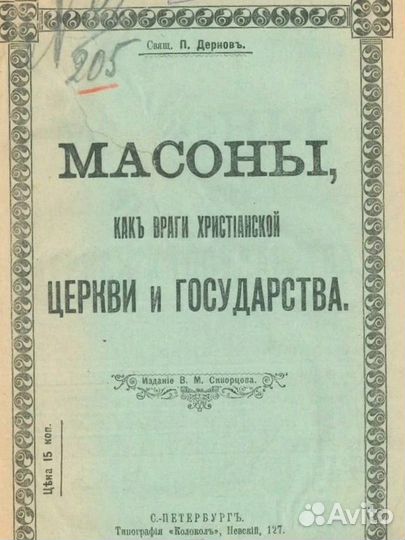 205
Свящ. П. Дерновъ.
МАСОНЫ,
КАКЪ ВРАГИ ХРИСТІАНСКОЙ
ЦЕРКВИ и ГОСУДАРСТВА.
Изданіе В. М. Скворцова.
Цѣна 15 коп.
С.-ПЕТЕРБУРГЪ.
Типографія «Колоколъ», Невскій, 127.
Avito